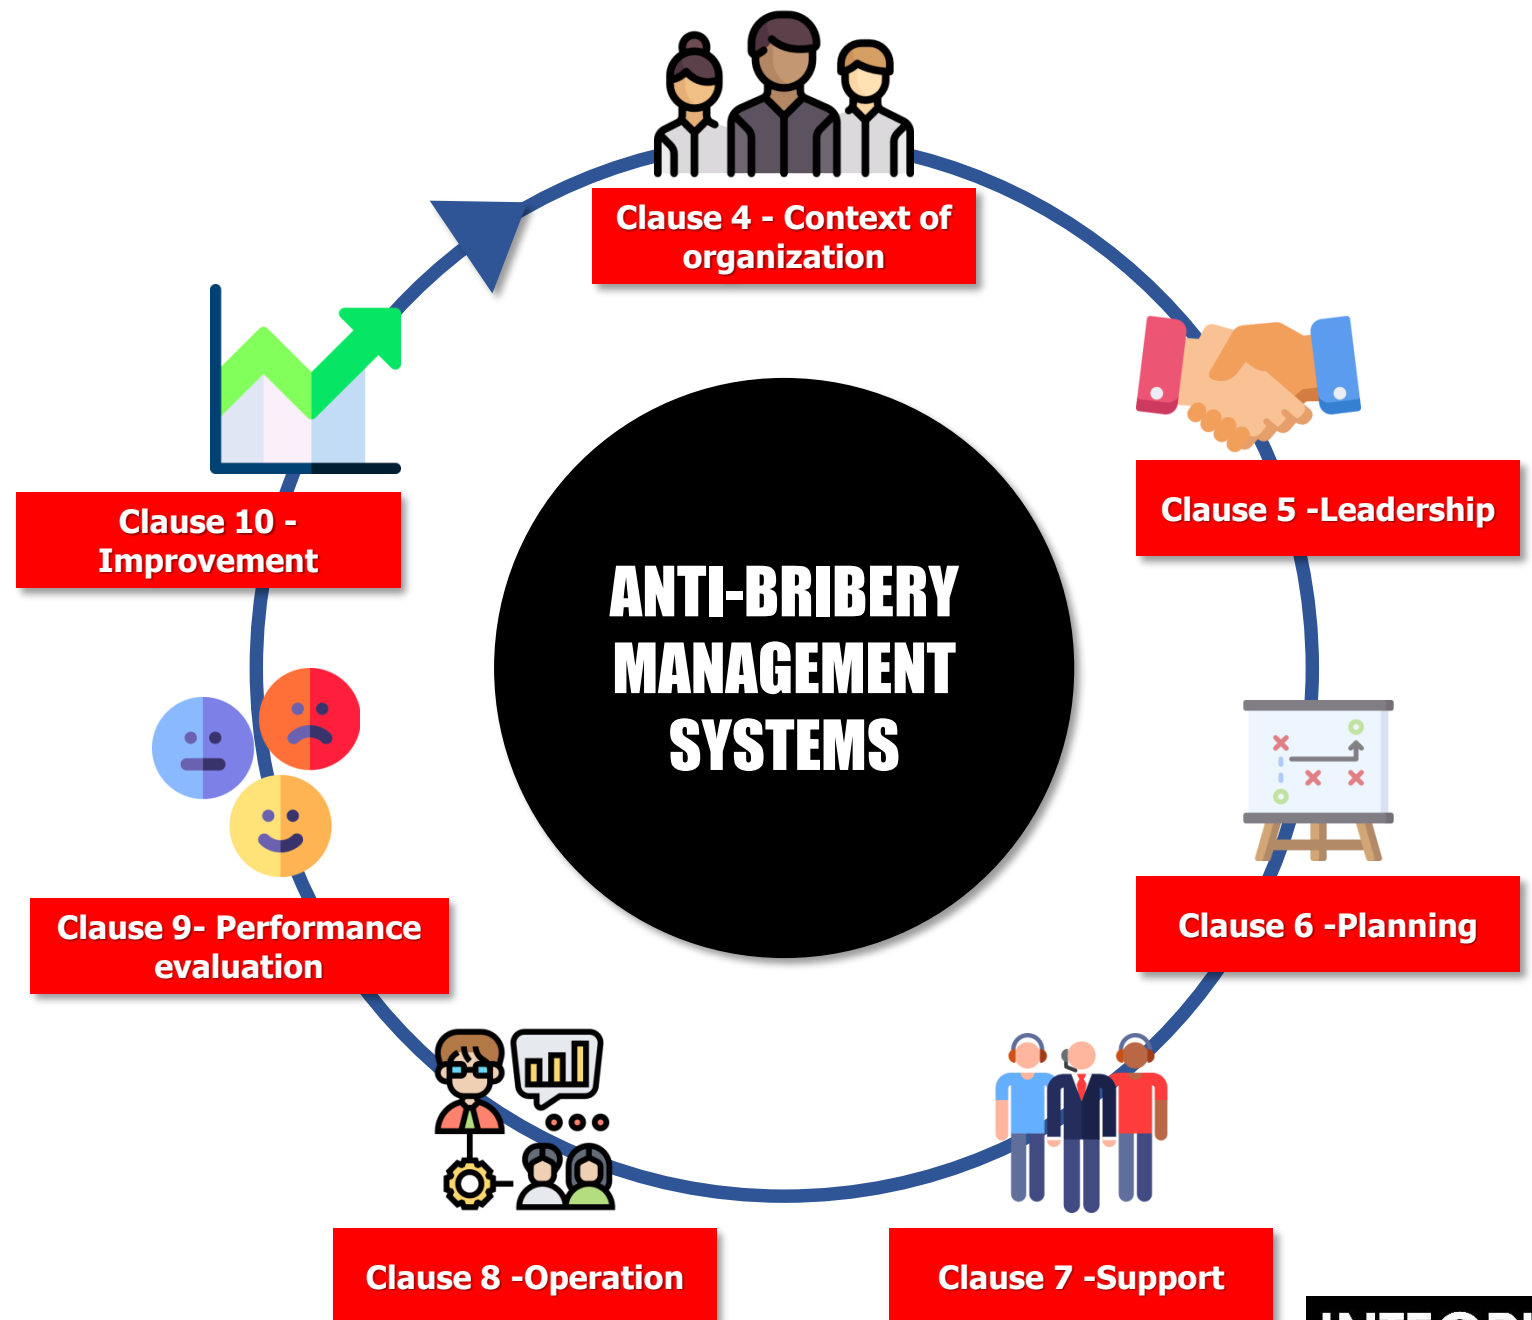 Clause 4 - Context of
organization
Clause 5 -Leadership
Clause 6 -Planning
Clause 7 -Support
Clause 8 -Operation
Clause 9- Performance
evaluation
Clause 10 -
Improvement
ANTI-BRIBERY
MANAGEMENT
SYSTEMS